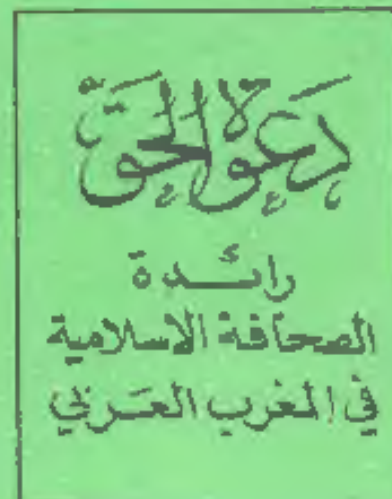 دعوة الحق
رائدة
الصحافة الاسلامية
في المغرب العربي